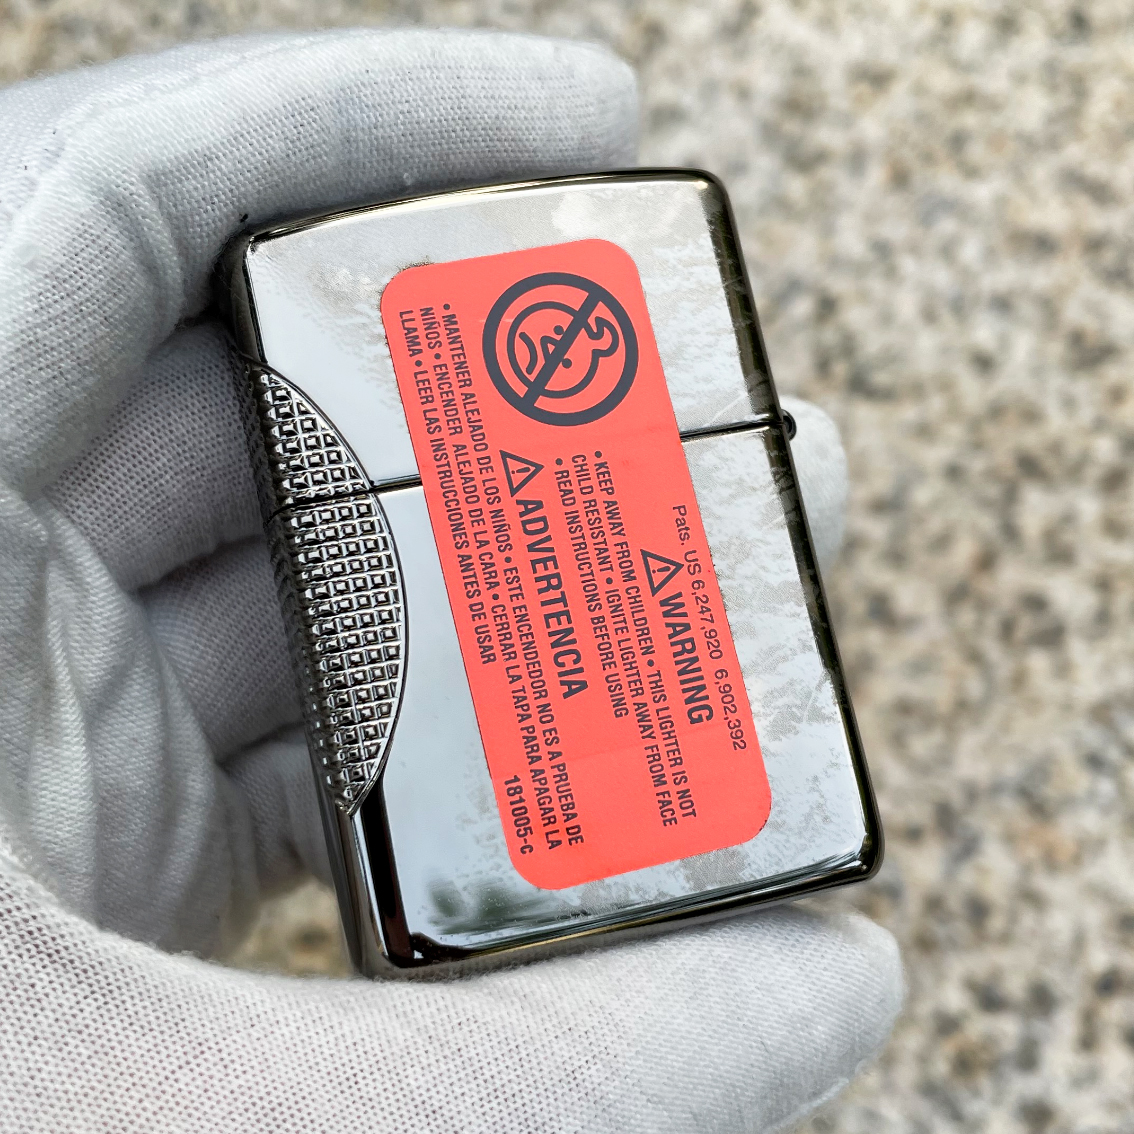 Pats. US 6,247,920 6,902,392
WARNING
• KEEP AWAY FROM CHILDREN • THIS LIGHTER IS NOT
CHILD RESISTANT • IGNITE LIGHTER AWAY FROM FACE
• READ INSTRUCTIONS BEFORE USING
ADVERTENCIA
• MANTENER ALEJADO DE LOS NIÑOS • ESTE ENCENDEDOR NO ES A PRUEBA DE
NIÑOS • ENCENDER ALEJADO DE LA CARA • CERRAR LA TAPA PARA APAGAR LA
LLAMA • LEER LAS INSTRUCCIONES ANTES DE USAR
181005-c